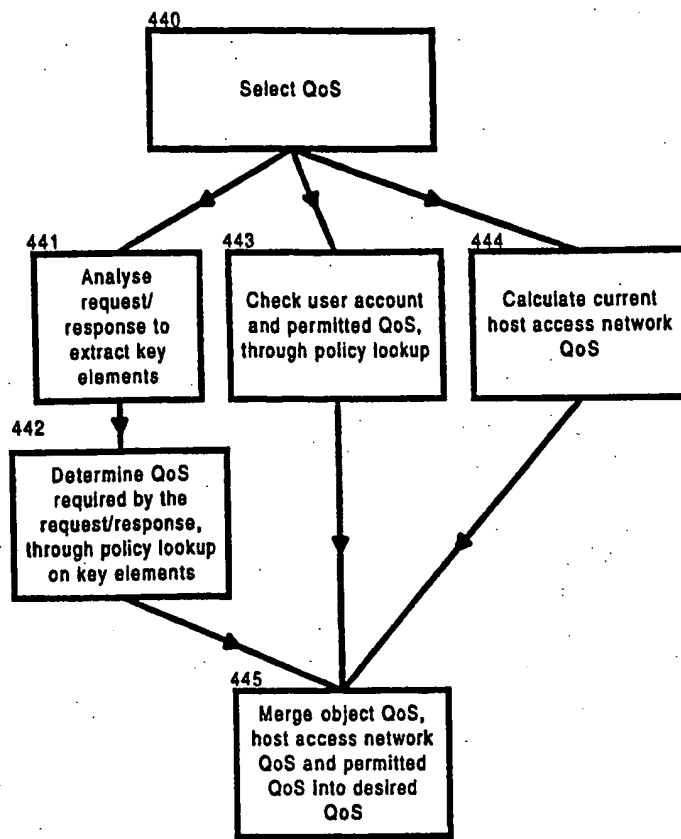 440
Select QoS
441
Analyse
request/
response to
extract key
elements
443
Check user account
and permitted QoS,
through policy lookup
444
Calculate current
host access network
QoS
442
Determine QoS
required by the
request/response,
through policy lookup
on key elements
445
Merge object QoS,
host access network
QoS and permitted
QoS into desired
QoS